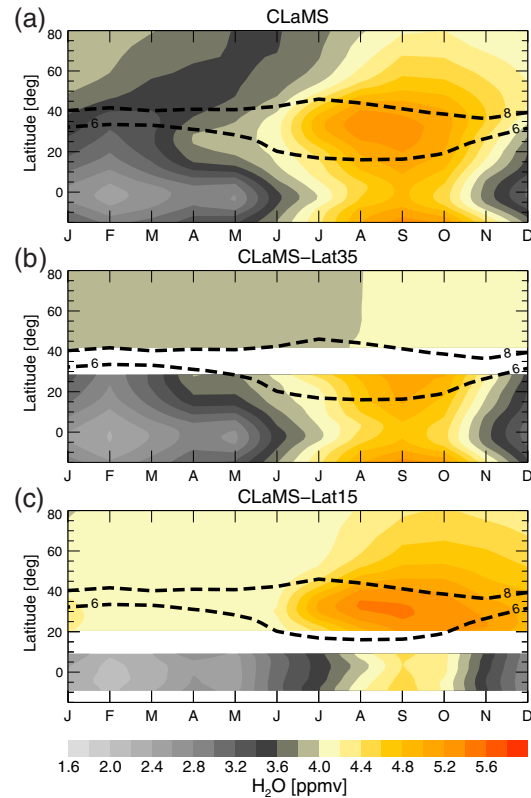 (a) CLaMS
Latitude [deg]
80
60
40
20
0
6
8
6
J F M A M J J A S O N D
(b) CLaMS–Lat35
Latitude [deg]
80
60
40
20
0
6
8
6
J F M A M J J A S O N D
(c) CLaMS–Lat15
Latitude [deg]
80
60
40
20
0
6
8
6
J F M A M J J A S O N D
1.6 2.0 2.4 2.8 3.2 3.6 4.0 4.4 4.8 5.2 5.6
H₂O [ppmv]